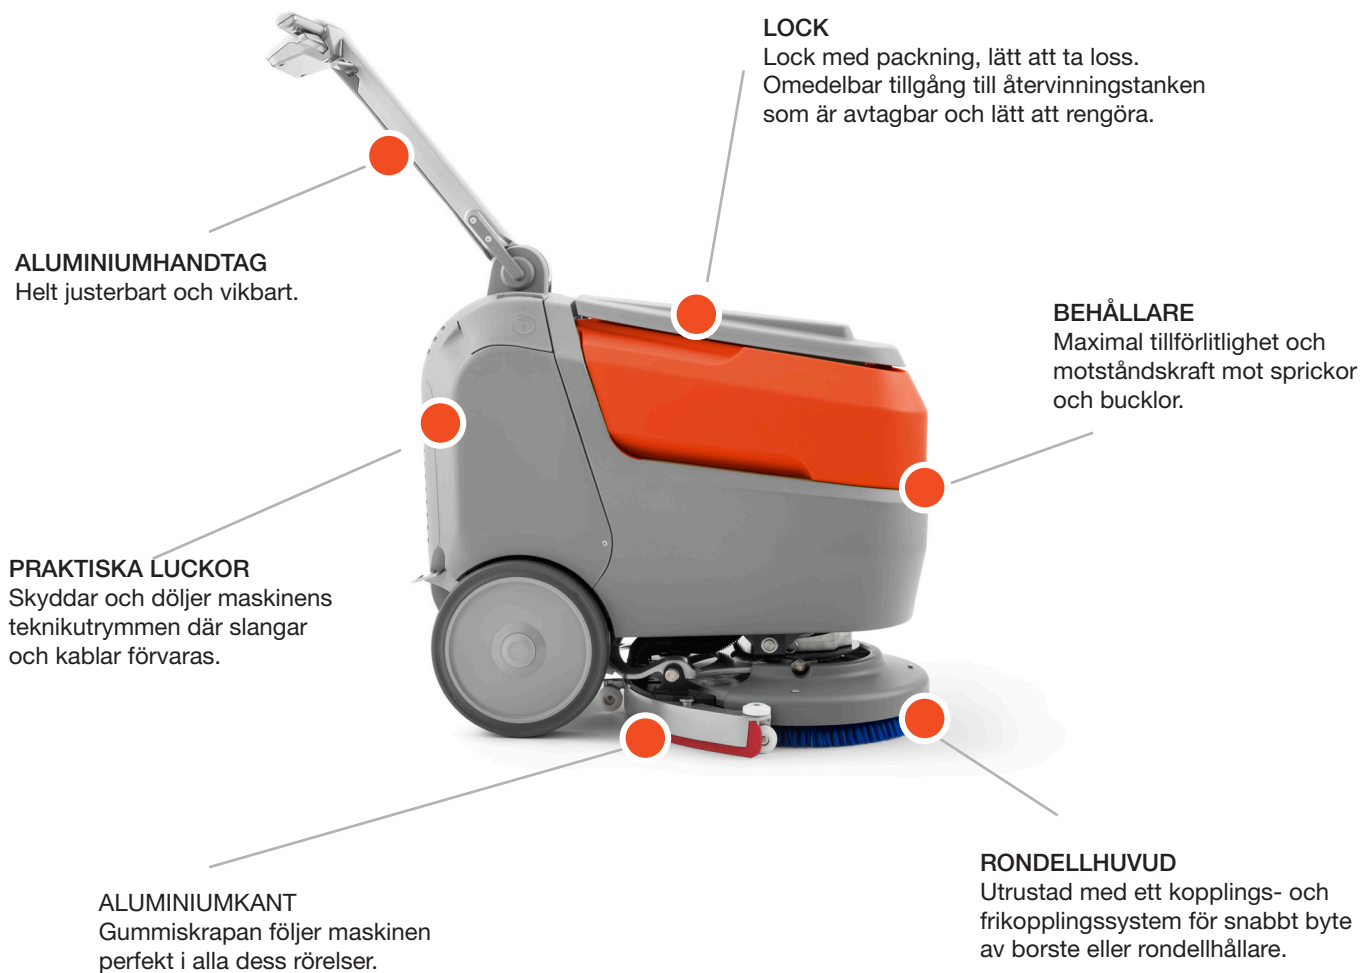 LOCK
Lock med packning, lätt att ta loss.
Omedelbar tillgång till återvinningstanken
som är avtagbar och lätt att rengöra.
ALUMINIUMHANDTAG
Helt justerbart och vikbart.
BEHÅLLARE
Maximal tillförlitlighet och
motståndskraft mot sprickor
och bucklor.
PRAKTISKA LUCKOR
Skyddar och döljer maskinens
teknikutrymmen där slangar
och kablar förvaras.
ALUMINIUMKANT
Gummiskrapan följer maskinen
perfekt i alla dess rörelser.
RONDELLHUVUD
Utrustad med ett kopplings- och
frikopplingssystem för snabbt byte
av borste eller rondellhållare.